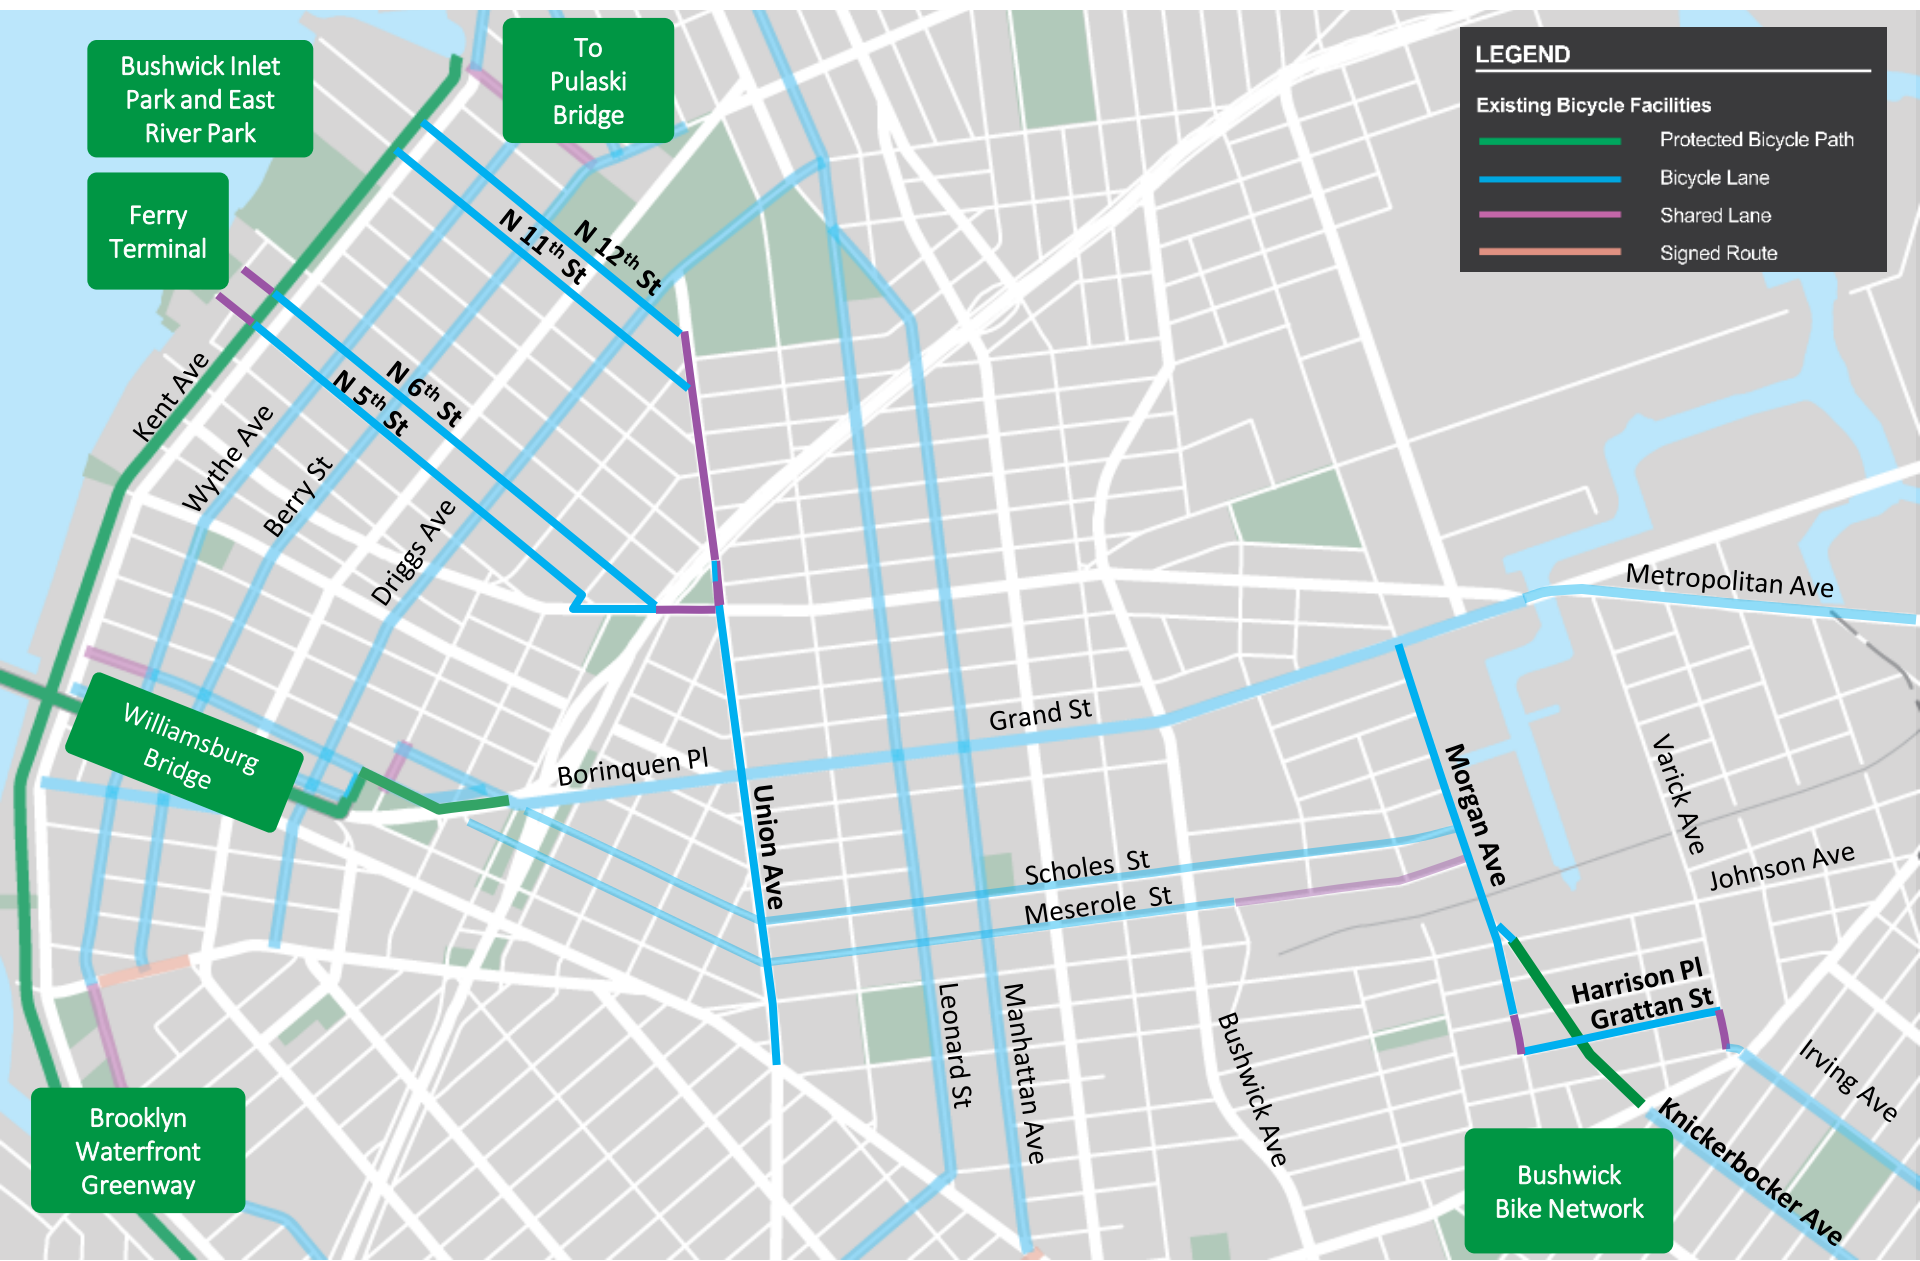 Bushwick Inlet
Park and East
River Park
To
Pulaski
Bridge
LEGEND
Existing Bicycle Facilities
Protected Bicycle Path
Bicycle Lane
Shared Lane
Signed Route
Ferry
Terminal
N 12th St
N 11th St
N 6th St
N 5th St
Kent Ave
Wythe Ave
Berry St
Driggs Ave
Metropolitan Ave
Williamsburg
Bridge
Grand St
Borinquen Pl
Union Ave
Morgan Ave
Varick Ave
Scholes St
Meserole St
Johnson Ave
Harrison Pl
Grattan St
Leonard St
Manhattan Ave
Bushwick Ave
Irving Ave
Knickerbocker Ave
Brooklyn
Waterfront
Greenway
Bushwick
Bike Network